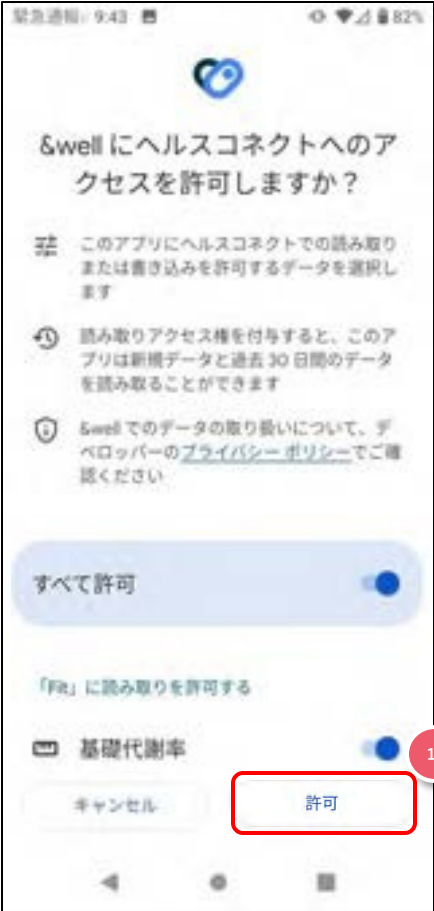 緊急速報 9:43 82%
&well にヘルスコネクトへのア
クセスを許可しますか？
このアプリにヘルスコネクトでの読み取り
または書き込みを許可するデータを選択し
ます
読み取りアクセス権を付与すると、このア
プリは新規データと過去 30 日間のデータ
を読み取ることができます
&well でのデータの取り扱いについて、デ
ベロッパーのプライバシー ポリシーでご確
認ください
すべて許可
「Fit」に読み取りを許可する
基礎代謝率
1
キャンセル 許可